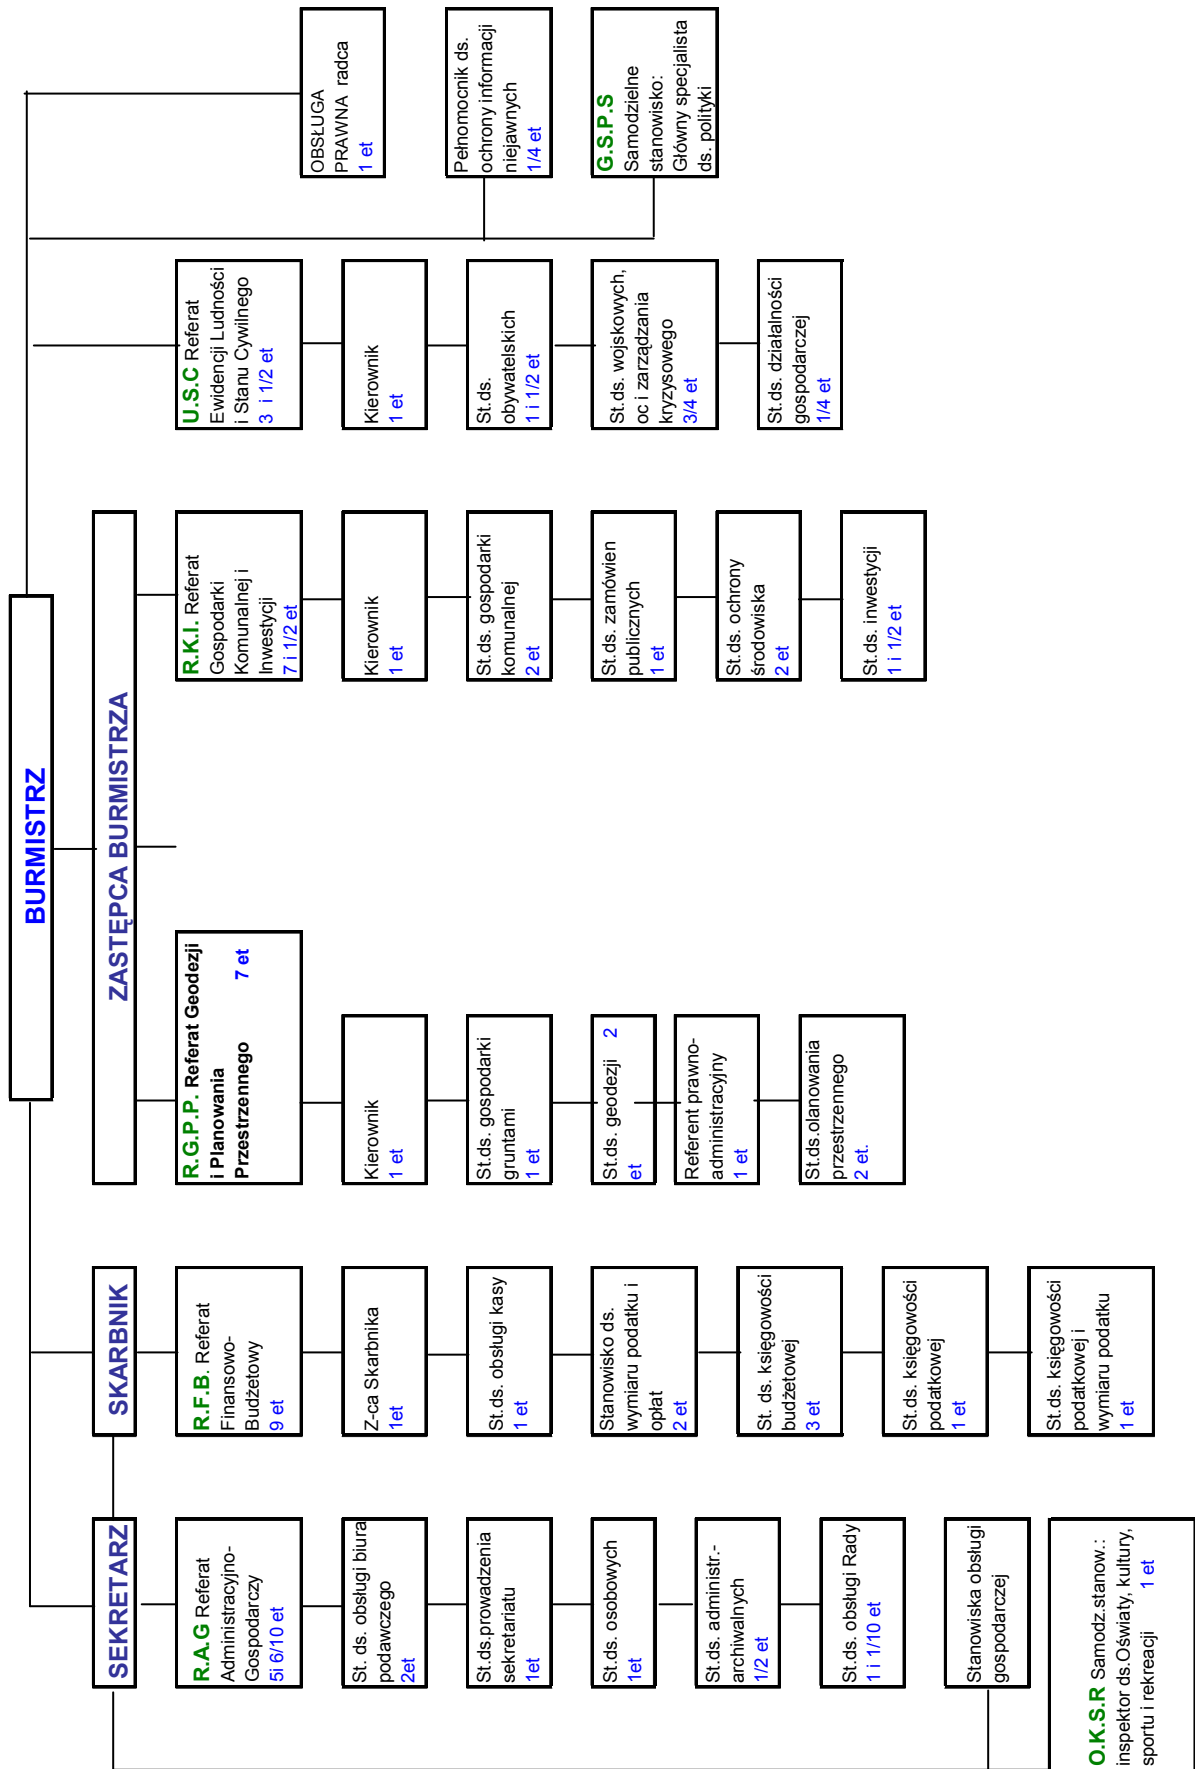 BURMISTRZ
ZASTĘPCA BURMISTRZA
SKARBNIK
SEKRETARZ
R.A.G Referat
Administracyjno-
Gospodarczy
5i 6/10 et
St. ds. obsługi biura
podawczego
2et
St.ds.prowadzenia
sekretariatu
1et
St.ds. osobowych
1et
St.ds. administr.-
archiwalnych
1/2 et
St.ds. obsługi Rady
1 i 1/10 et
Stanowiska obsługi
gospodarczej
O.K.S.R Samodz.stanow.:
inspektor ds.Oświaty, kultury,
sportu i rekreacji 1 et
R.F.B. Referat
Finansowo-
Budżetowy
9 et
Z-ca Skarbnika
1et
St.ds. obsługi kasy
1 et
Stanowisko ds.
wymiaru podatku i
opłat
2 et
St. ds. księgowości
budżetowej
3 et
St.ds. księgowości
podatkowej
1 et
St.ds. księgowości
podatkowej i
wymiaru podatku
1 et
R.G.P.P. Referat Geodezji
i Planowania
Przestrzennego 7 et
Kierownik
1 et
St.ds. gospodarki
gruntami
1 et
St.ds. geodezji 2
et
Referent prawno-
administracyjny
1 et
St.ds.olanowania
przestrzennego
2 et.
R.K.I. Referat
Gospodarki
Komunalnej i
Inwestycji
7 i 1/2 et
Kierownik
1 et
St.ds. gospodarki
komunalnej
2 et
St.ds. zamówien
publicznych
1 et
St.ds. ochrony
środowiska
2 et
St.ds. inwestycji
1 i 1/2 et
U.S.C Referat
Ewidencji Ludności
i Stanu Cywilnego
3 i 1/2 et
Kierownik
1 et
St.ds.
obywatelskich
1 i 1/2 et
St.ds. wojskowych,
oc i zarządzania
kryzysowego
3/4 et
St.ds. działalności
gospodarczej
1/4 et
OBSŁUGA
PRAWNA radca
1 et
Pełnomocnik ds.
ochrony informacji
niejawnych
1/4 et
G.S.P.S
Samodzielne
stanowisko:
Główny specjalista
ds. polityki